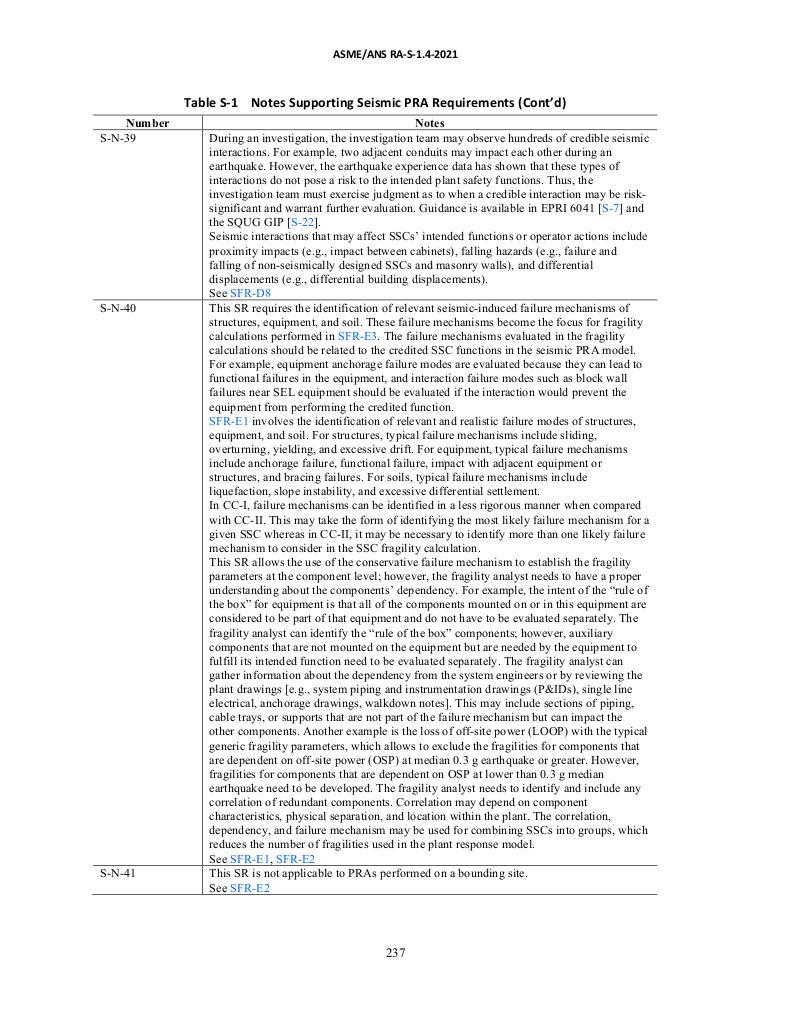 ASME/ANS RA-S-1.4-2021
Table S-1 Notes Supporting Seismic PRA Requirements (Cont'd)
Number Notes
S-N-39 During an investigation, the investigation team may observe hundreds of credible seismic
interactions. For example, two adjacent conduits may impact each other during an
earthquake. However, the earthquake experience data has shown that these types of
interactions do not pose a risk to the intended plant safety functions. Thus, the
investigation team must exercise judgment as to when a credible interaction may be risk-
significant and warrant further evaluation. Guidance is available in EPRI 6041 [S-7] and
the SQUG GIP [S-22].
Seismic interactions that may affect SSCs' intended functions or operator actions include
proximity impacts (e.g., impact between cabinets), falling hazards (e.g., failure and
falling of non-seismically designed SSCs and masonry walls), and differential
displacements (e.g., differential building displacements).
See SFR-D8
S-N-40 This SR requires the identification of relevant seismic-induced failure mechanisms of
structures, equipment, and soil. These failure mechanisms become the focus for fragility
calculations performed in SFR-E3. The failure mechanisms evaluated in the fragility
calculations should be related to the credited SSC functions in the seismic PRA model.
For example, equipment anchorage failure modes are evaluated because they can lead to
functional failures in the equipment, and interaction failure modes such as block wall
failures near SEL equipment should be evaluated if the interaction would prevent the
equipment from performing the credited function.
SFR-E1 involves the identification of relevant and realistic failure modes of structures,
equipment, and soil. For structures, typical failure mechanisms include sliding,
overturning, yielding, and excessive drift. For equipment, typical failure mechanisms
include anchorage failure, functional failure, impact with adjacent equipment or
structures, and bracing failures. For soils, typical failure mechanisms include
liquefaction, slope instability, and excessive differential settlement.
In CC-I, failure mechanisms can be identified in a less rigorous manner when compared
with CC-II. This may take the form of identifying the most likely failure mechanism for a
given SSC whereas in CC-II, it may be necessary to identify more than one likely failure
mechanism to consider in the SSC fragility calculation.
This SR allows the use of the conservative failure mechanism to establish the fragility
parameters at the component level; however, the fragility analyst needs to have a proper
understanding about the components' dependency. For example, the intent of the “rule of
the box” for equipment is that all of the components mounted on or in this equipment are
considered to be part of that equipment and do not have to be evaluated separately. The
fragility analyst can identify the “rule of the box” components; however, auxiliary
components that are not mounted on the equipment but are needed by the equipment to
fulfill its intended function need to be evaluated separately. The fragility analyst can
gather information about the dependency from the system engineers or by reviewing the
plant drawings [e.g., system piping and instrumentation drawings (P&IDs), single line
electrical, anchorage drawings, walkdown notes]. This may include sections of piping,
cable trays, or supports that are not part of the failure mechanism but can impact the
other components. Another example is the loss of off-site power (LOOP) with the typical
generic fragility parameters, which allows to exclude the fragilities for components that
are dependent on off-site power (OSP) at median 0.3 g earthquake or greater. However,
fragilities for components that are dependent on OSP at lower than 0.3 g median
earthquake need to be developed. The fragility analyst needs to identify and include any
correlation of redundant components. Correlation may depend on component
characteristics, physical separation, and location within the plant. The correlation,
dependency, and failure mechanism may be used for combining SSCs into groups, which
reduces the number of fragilities used in the plant response model.
See SFR-E1, SFR-E2
S-N-41 This SR is not applicable to PRAs performed on a bounding site.
See SFR-E2
237